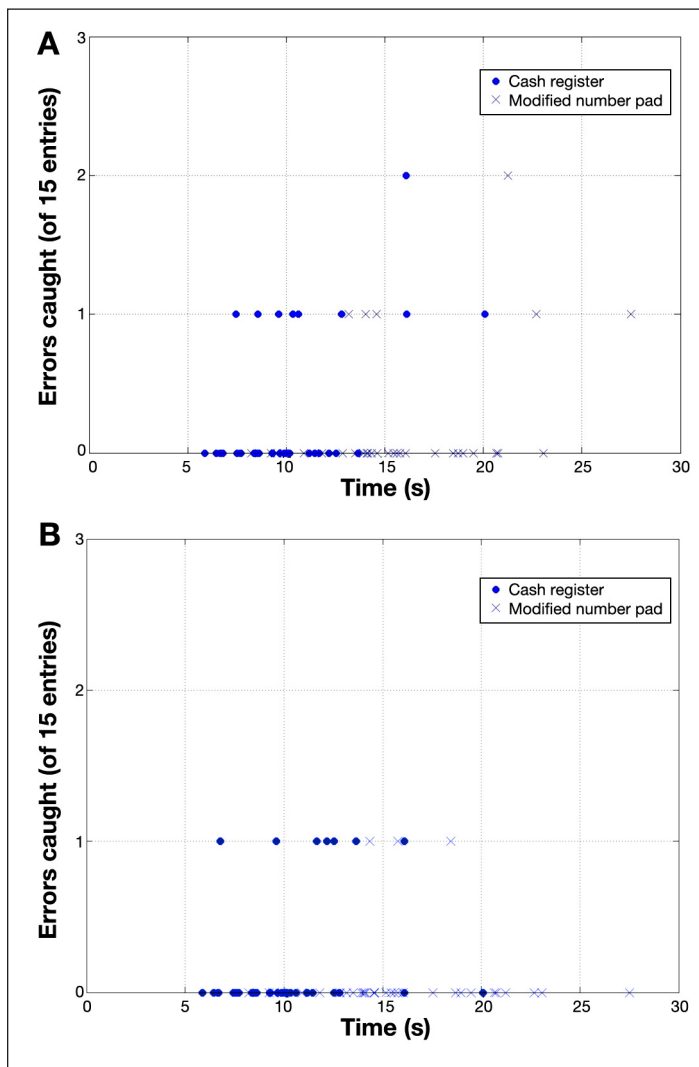 A
3
2
1
0
Errors caught (of 15 entries)
Cash register
Modified number pad
0 5 10 15 20 25 30
Time (s)
B
3
2
1
0
Errors caught (of 15 entries)
Cash register
Modified number pad
0 5 10 15 20 25 30
Time (s)